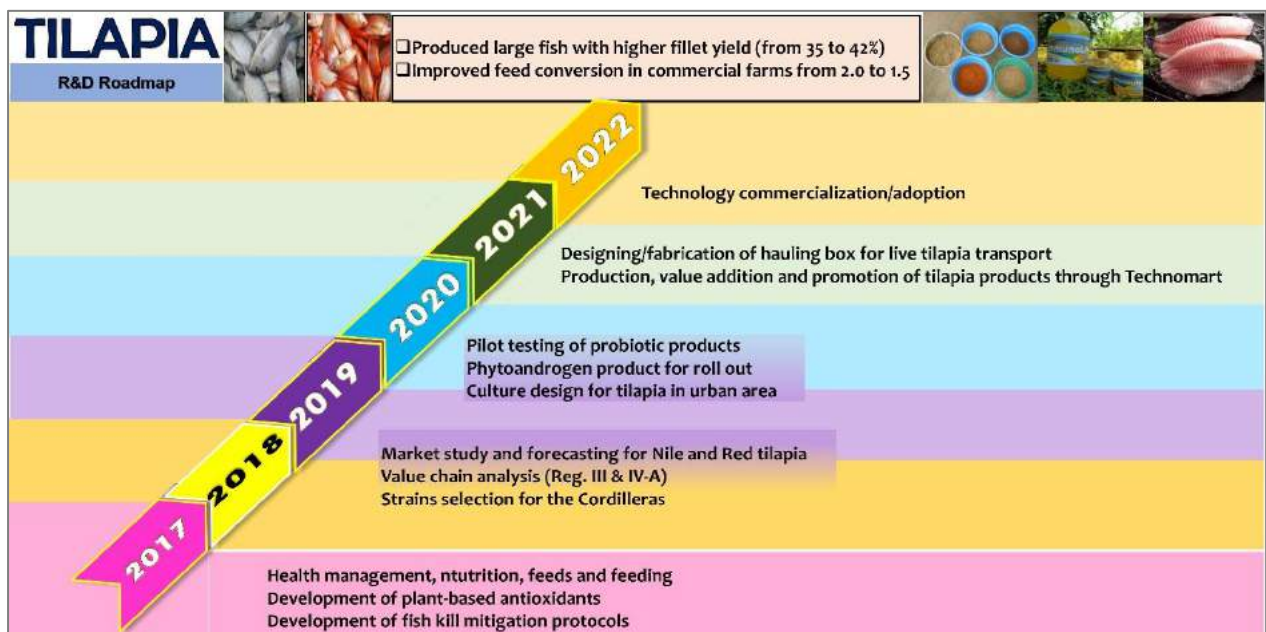 TILAPIA
R&D Roadmap
❑Produced large fish with higher fillet yield (from 35 to 42%)
❑Improved feed conversion in commercial farms from 2.0 to 1.5
2022
Technology commercialization/adoption
2021
Designing/fabrication of hauling box for live tilapia transport
Production, value addition and promotion of tilapia products through Technomart
2020
Pilot testing of probiotic products
Phytoandrogen product for roll out
Culture design for tilapia in urban area
2019
Market study and forecasting for Nile and Red tilapia
Value chain analysis (Reg. III & IV-A)
Strains selection for the Cordilleras
2018
2017
Health management, ntutrition, feeds and feeding
Development of plant-based antioxidants
Development of fish kill mitigation protocols